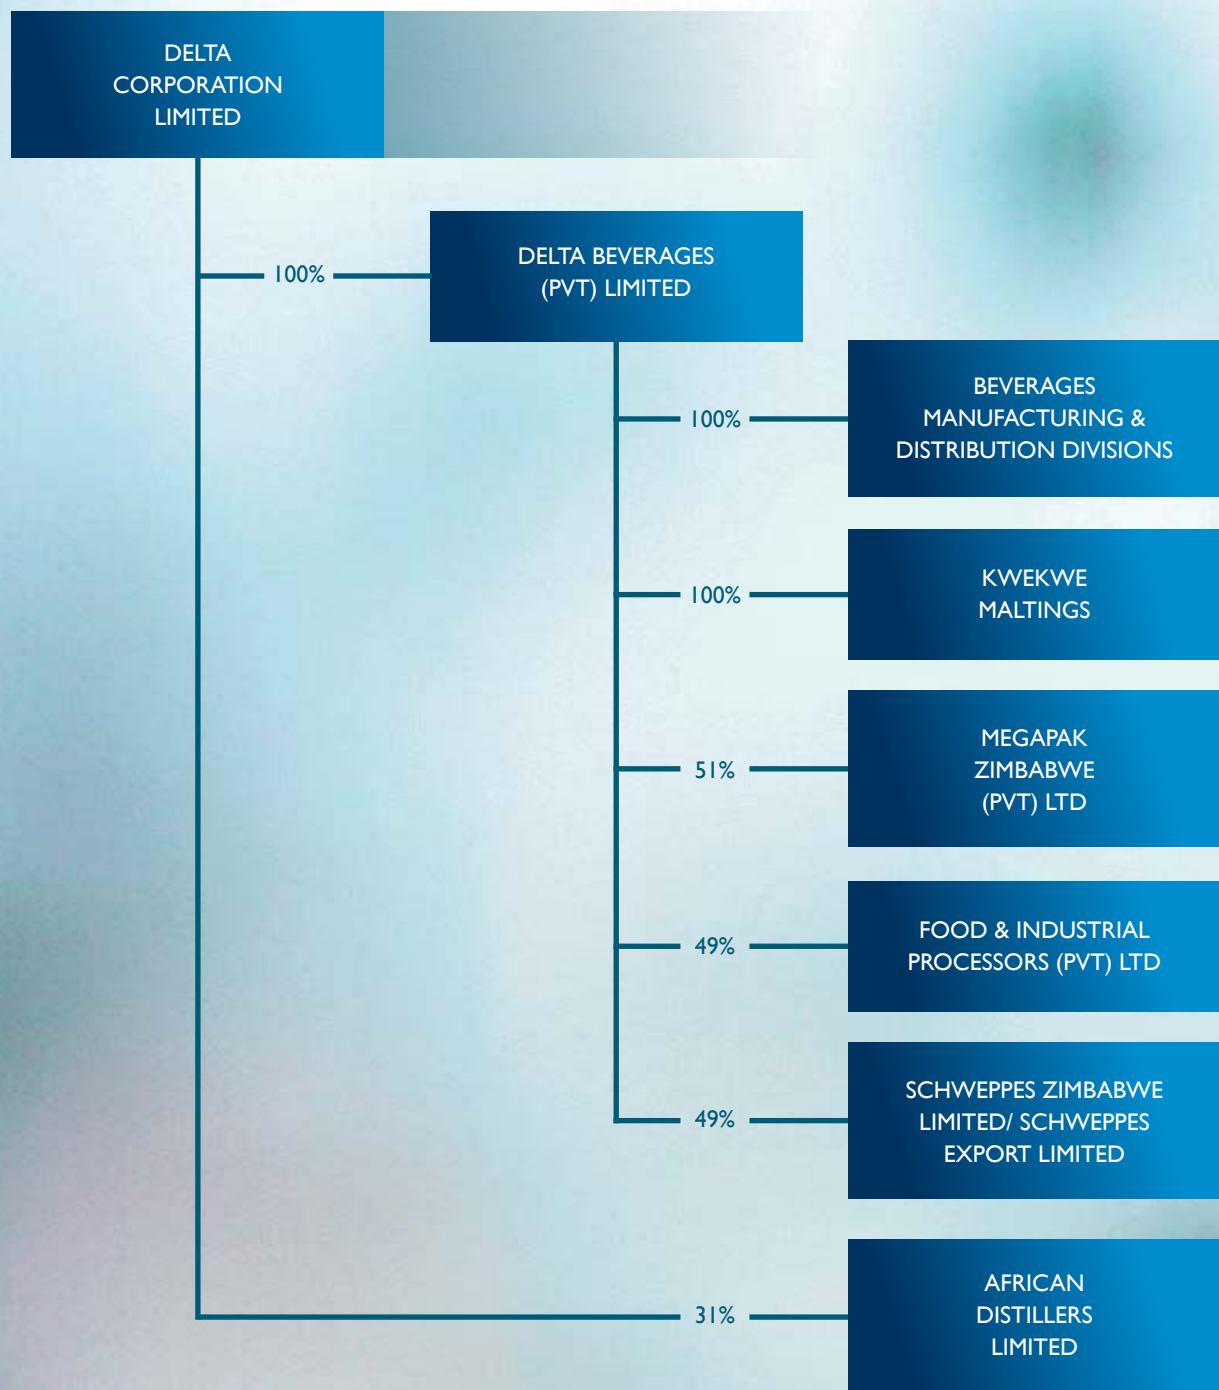 DELTA
CORPORATION
LIMITED
100%
DELTA BEVERAGES
(PVT) LIMITED
100%
BEVERAGES
MANUFACTURING &
DISTRIBUTION DIVISIONS
100%
KWEKWE
MALTINGS
51%
MEGAPAK
ZIMBABWE
(PVT) LTD
49%
FOOD & INDUSTRIAL
PROCESSORS (PVT) LTD
49%
SCHWEPPES ZIMBABWE
LIMITED/ SCHWEPPES
EXPORT LIMITED
31%
AFRICAN
DISTILLERS
LIMITED